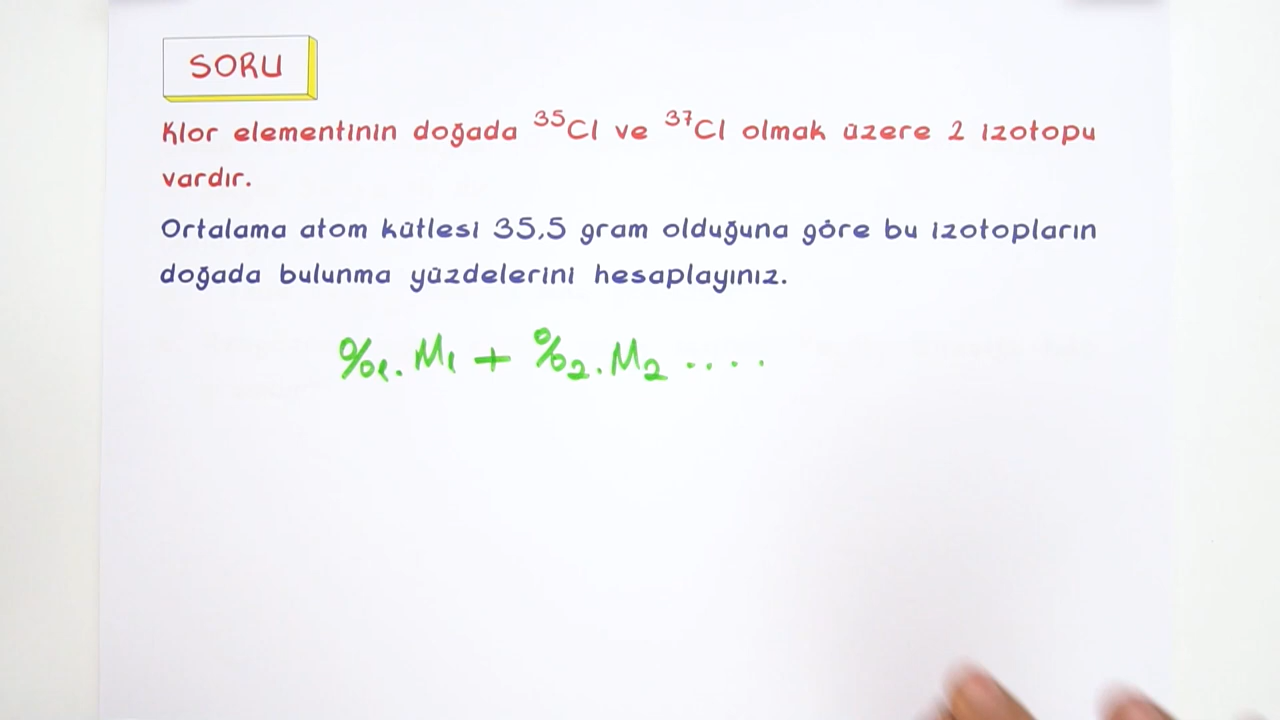 SORU
Klor elementinin doğada ³⁵Cl ve ³⁷Cl olmak üzere 2 izotopu
vardır.
Ortalama atom kütlesi 35,5 gram olduğuna göre bu izotopların
doğada bulunma yüzdelerini hesaplayınız.
%₁. M₁ + %₂. M₂ ....